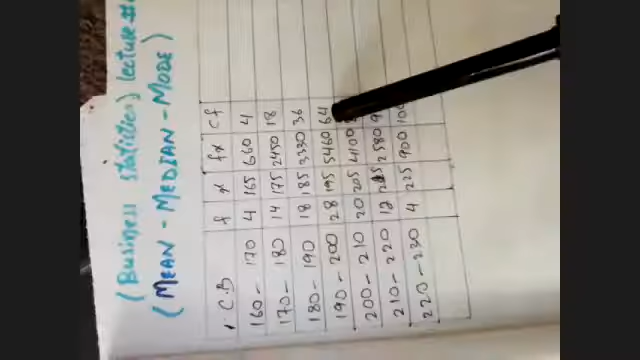 (Business statistics) lecture #
(MEAN - MEDIAN - MODE)
C.B f x fx cf
160 - 170 4 165 660 4
170 - 180 14 175 2450 18
180 - 190 18 185 3330 36
190 - 200 28 195 5460 64
200 - 210 20 205 4100
210 - 220 12 215 2580
220 - 230 4 225 900